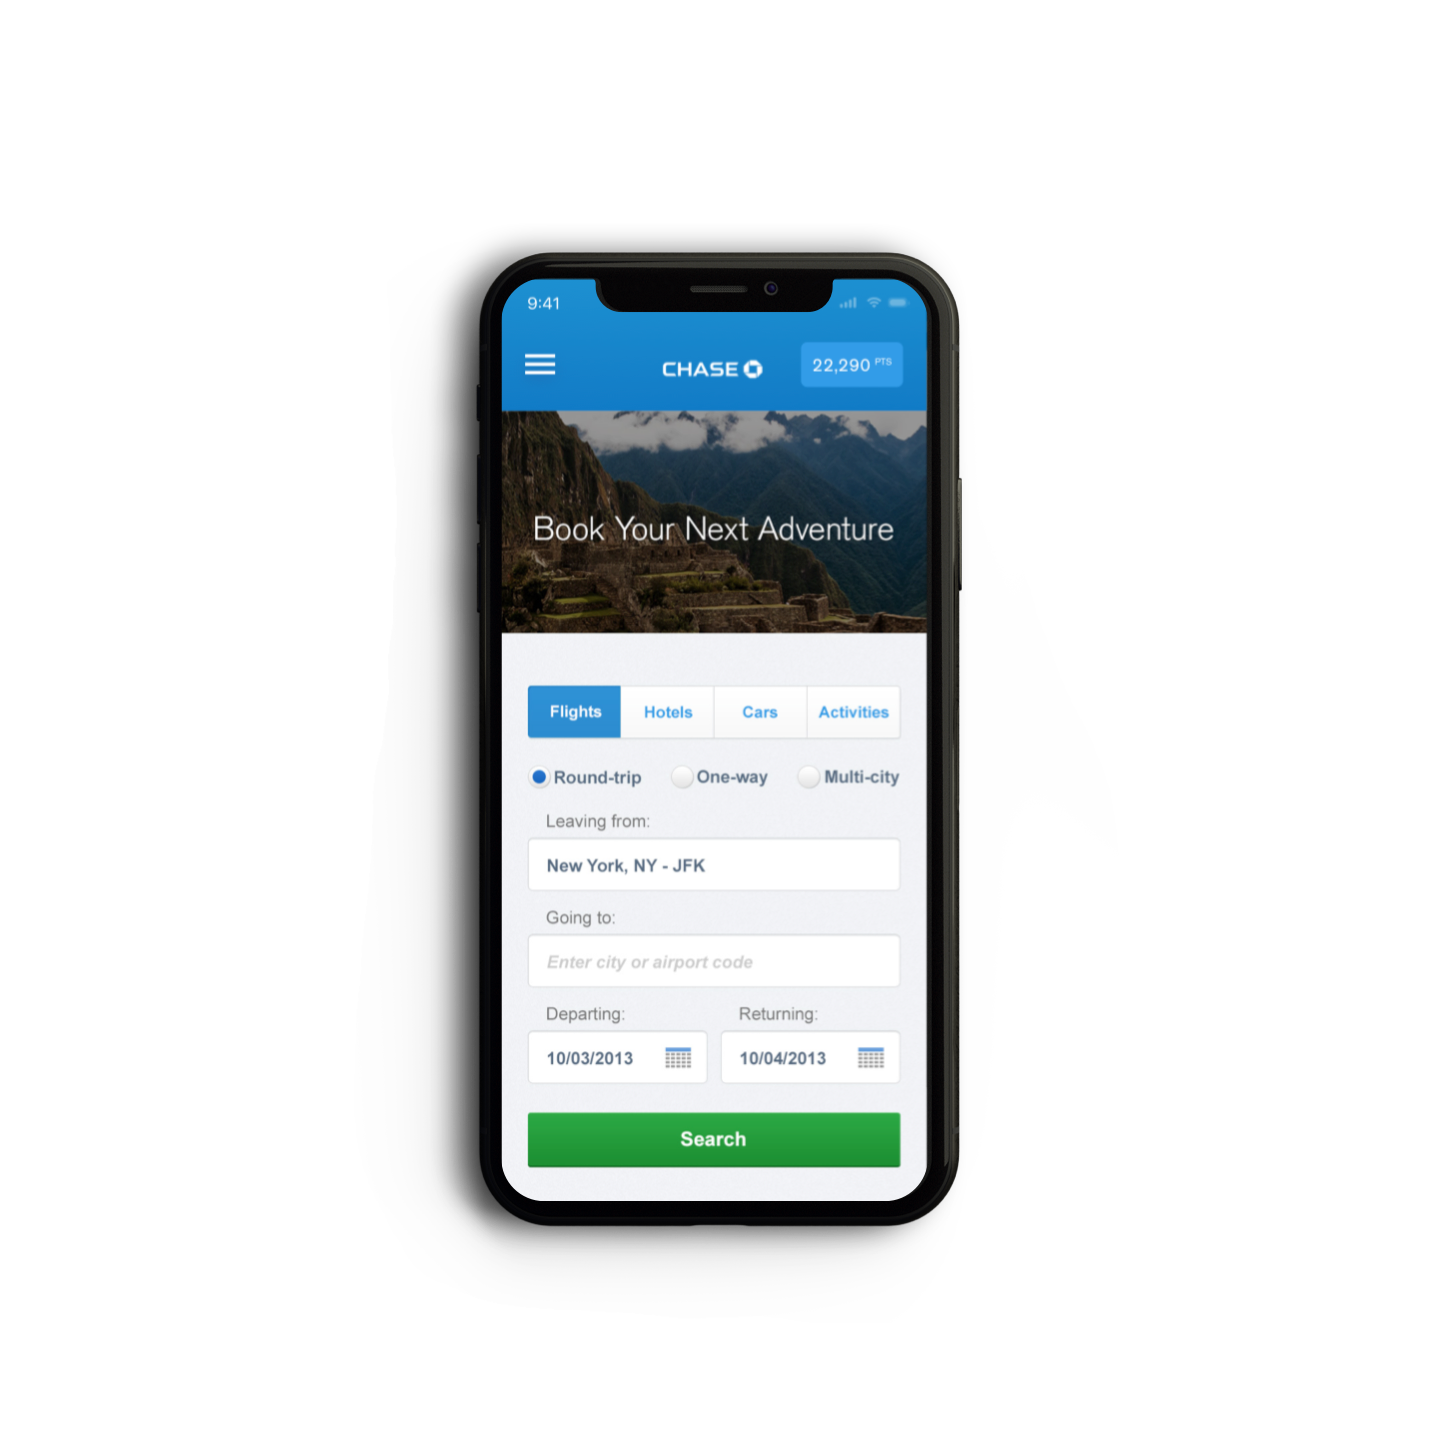 9:41
CHASE 22,290 PTS
Book Your Next Adventure
Flights Hotels Cars Activities
Round-trip One-way Multi-city
Leaving from:
New York, NY - JFK
Going to:
Enter city or airport code
Departing: Returning:
10/03/2013 10/04/2013
Search